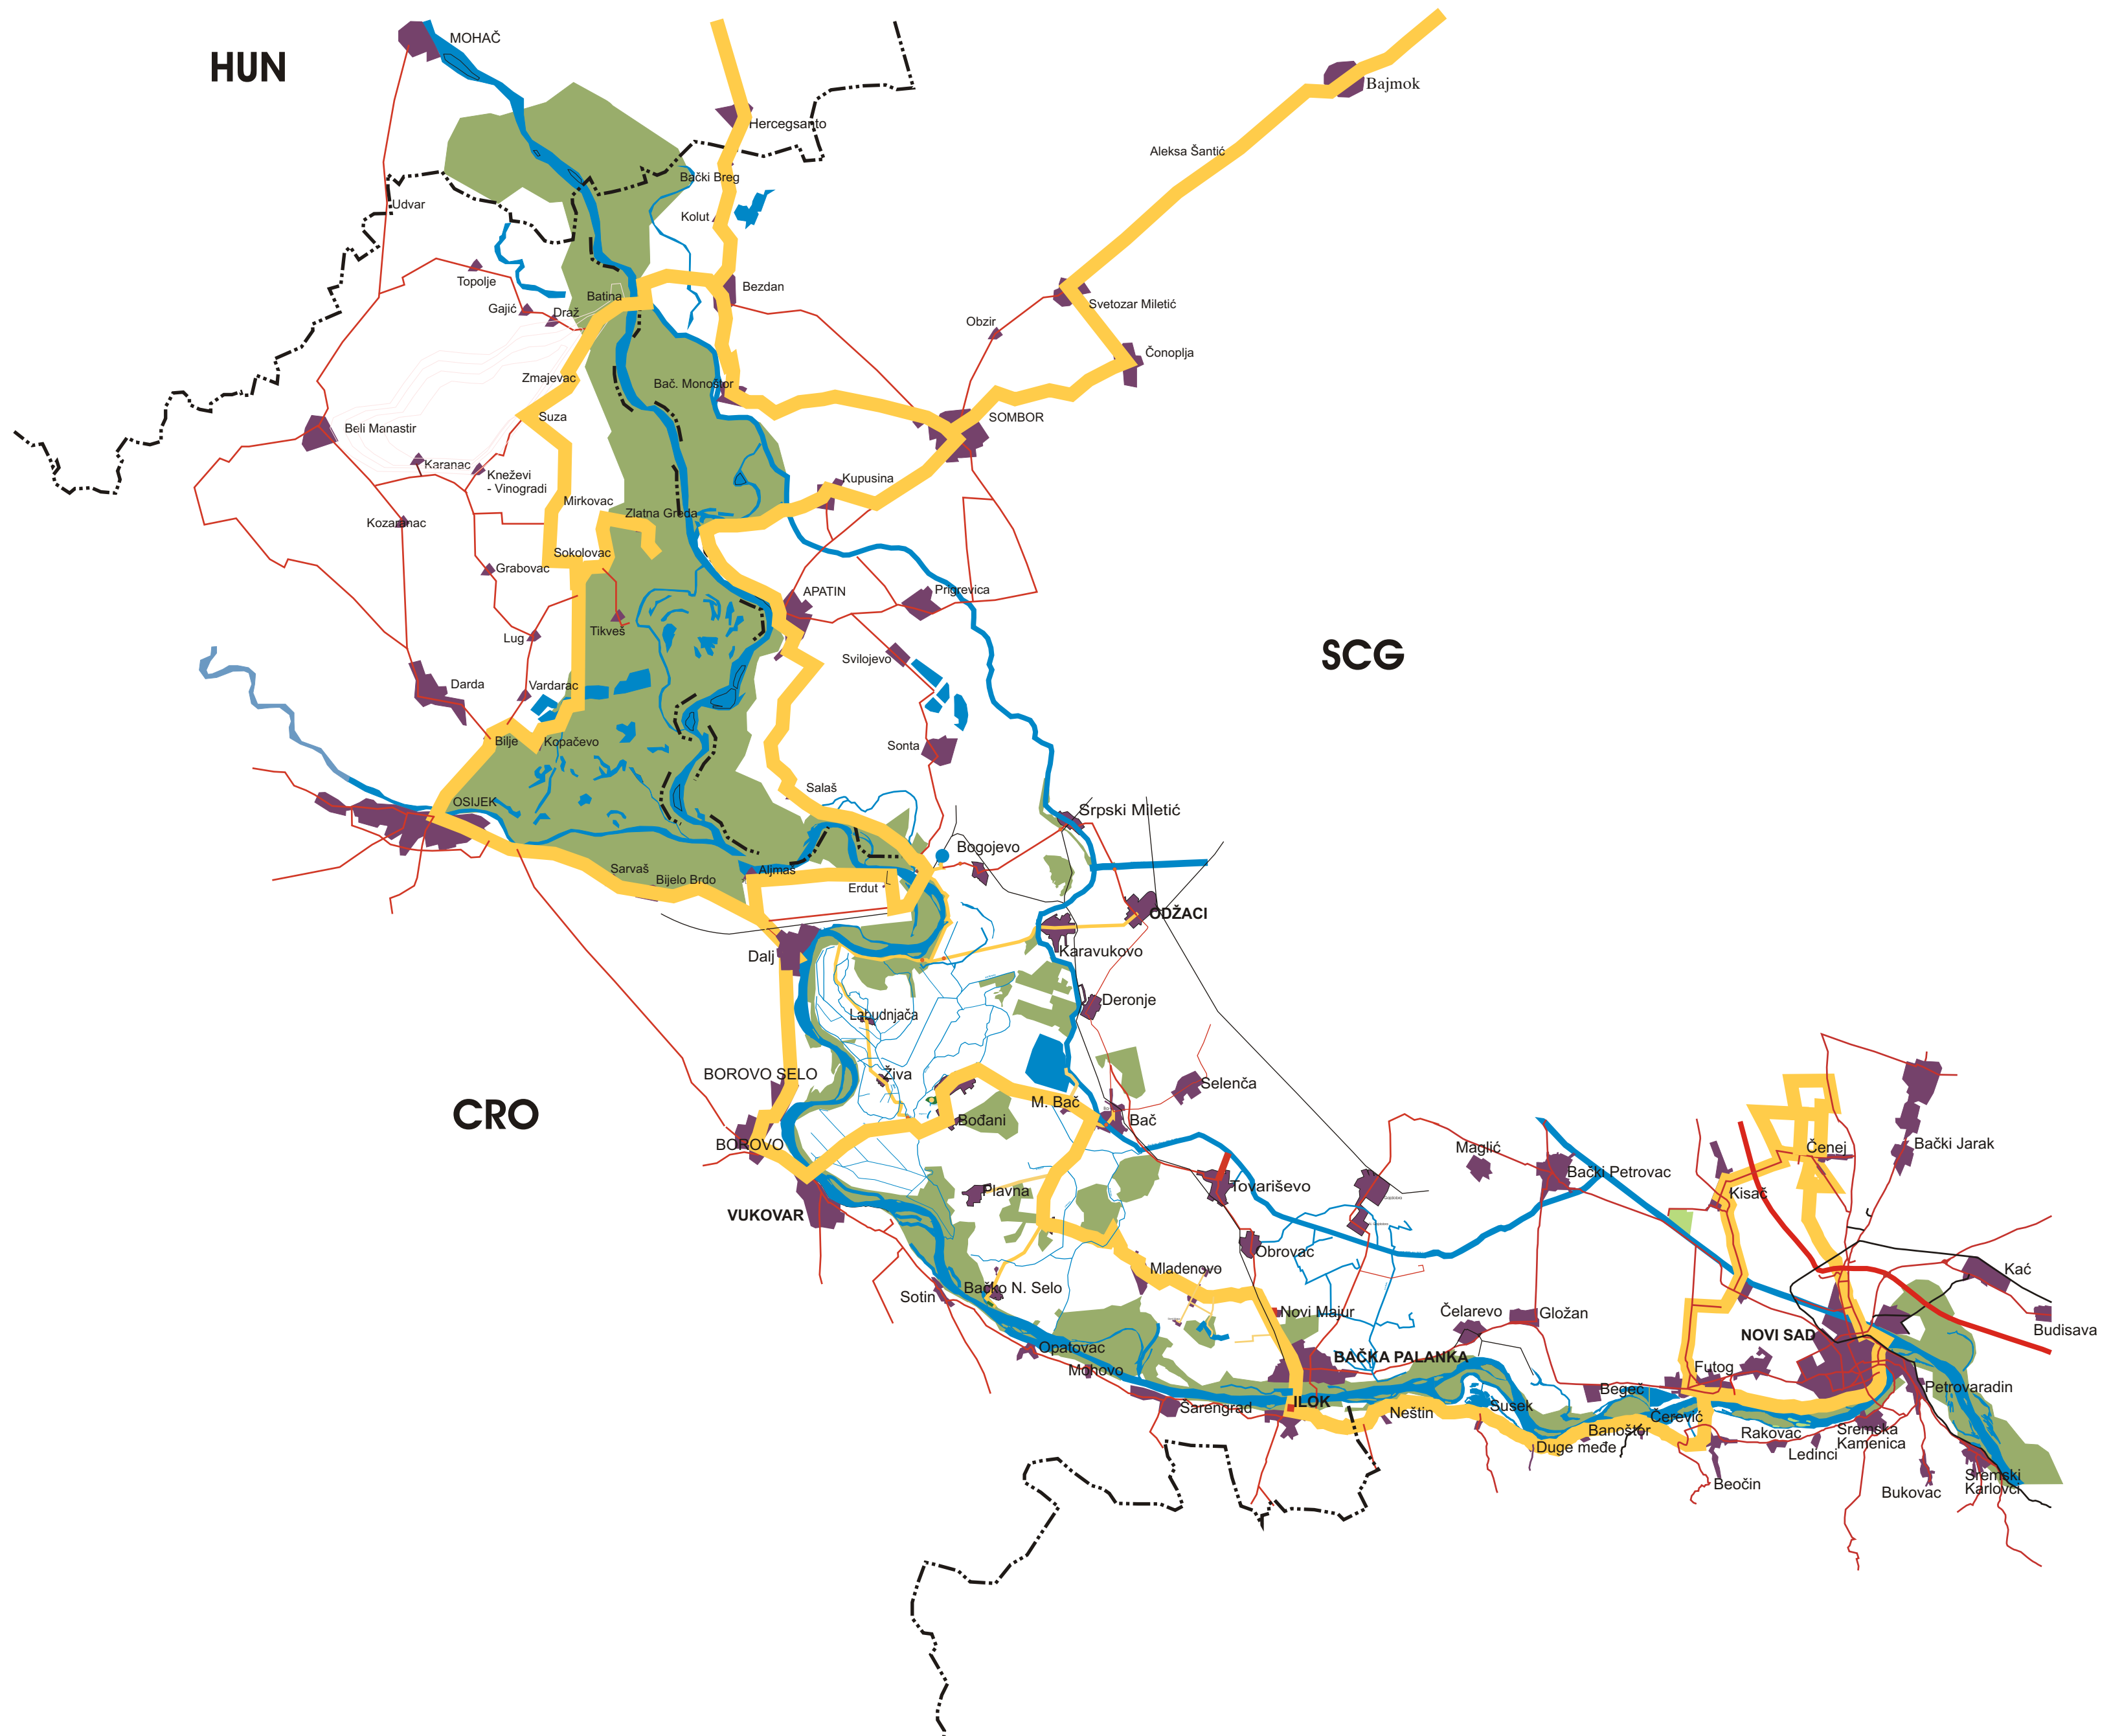 MOHAČ
HUN
Bajmok
Hercegsanto
Aleksa Šantić
Bački Breg
Udvar
Kolut
Topolje
Bezdan
Batina
Svetozar Miletić
Gajić
Draž
Obzir
Čonoplja
Zmajevac
Bač. Monoštor
Suza
SOMBOR
Beli Manastir
Karanac
Kneževi
- Vinogradi
Kupusina
Mirkovac
Zlatna Greda
Kozaranac
Sokolovac
Grabovac
APATIN
Prigrevica
Tikveš
Lug
SCG
Svilojevo
Darda
Vardarac
Bilje
Kopačevo
Sonta
Salaš
OSIJEK
Srpski Miletić
Bogojevo
Sarvaš
Bijelo Brdo
Aljmaš
Erdut
ODŽACI
Karavukovo
Dalj
Deronje
Labudnjača
BOROVO SELO
Živa
Selenča
M. Bač
CRO
Bođani
Bač
BOROVO
Maglić
Bački Petrovac
Čenej
Bački Jarak
Plavna
Tovariševo
Kisač
VUKOVAR
Obrovac
Mladenovo
Kać
Sotin
Bačko N. Selo
Novi Majur
Čelarevo
Gložan
Budisava
NOVI SAD
Opatovac
BAČKA PALANKA
Mohovo
Futog
Begeč
Petrovaradin
ILOK
Šarengrad
Neštin
Susek
Čerević
Banoštor
Rakovac
Sremska
Kamenica
Duge međe
Ledinci
Beočin
Bukovac
Sremski
Karlovci